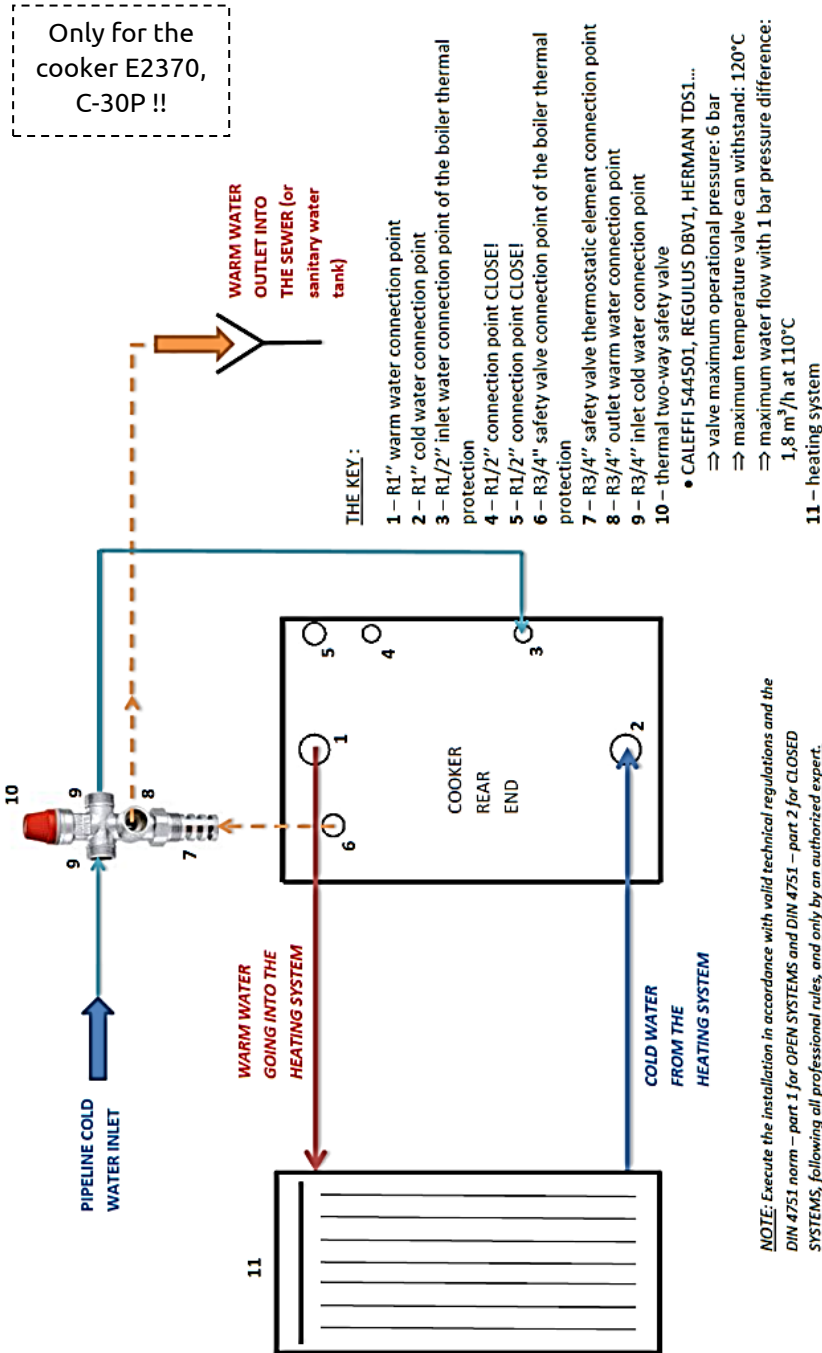 Only for the
cooker E2370,
C-30P !!
PIPELINE COLD
WATER INLET
10
9
9
8
7
WARM WATER
OUTLET INTO
THE SEWER (or
sanitary water
tank)
11
WARM WATER
GOING INTO THE
HEATING SYSTEM
COLD WATER
FROM THE
HEATING SYSTEM
6
1
5
4
3
2
COOKER
REAR
END
THE KEY :
1 – R1’’ warm water connection point
2 – R1’’ cold water connection point
3 – R1/2’’ inlet water connection point of the boiler thermal
protection
4 – R1/2’’ connection point CLOSE!
5 – R1/2’’ connection point CLOSE!
6 – R3/4" safety valve connection point of the boiler thermal
protection
7 – R3/4’’ safety valve thermostatic element connection point
8 – R3/4’’ outlet warm water connection point
9 – R3/4’’ inlet cold water connection point
10 – thermal two-way safety valve
• CALEFFI 544501, REGULUS DBV1, HERMAN TDS1...
⇒ valve maximum operational pressure: 6 bar
⇒ maximum temperature valve can withstand: 120°C
⇒ maximum water flow with 1 bar pressure difference:
1,8 m³/h at 110°C
11 – heating system
NOTE: Execute the installation in accordance with valid technical regulations and the
DIN 4751 norm – part 1 for OPEN SYSTEMS and DIN 4751 – part 2 for CLOSED
SYSTEMS, following all professional rules, and only by an authorized expert.